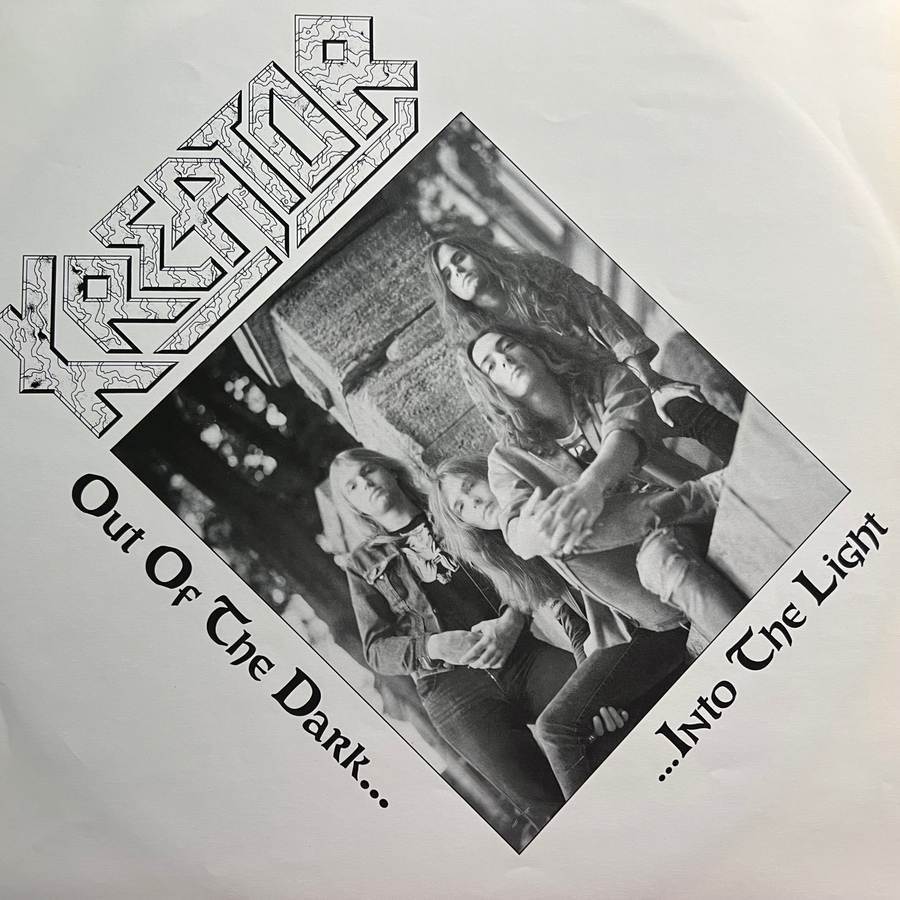 KREATOR
Out Of The Dark...
...Into The Light